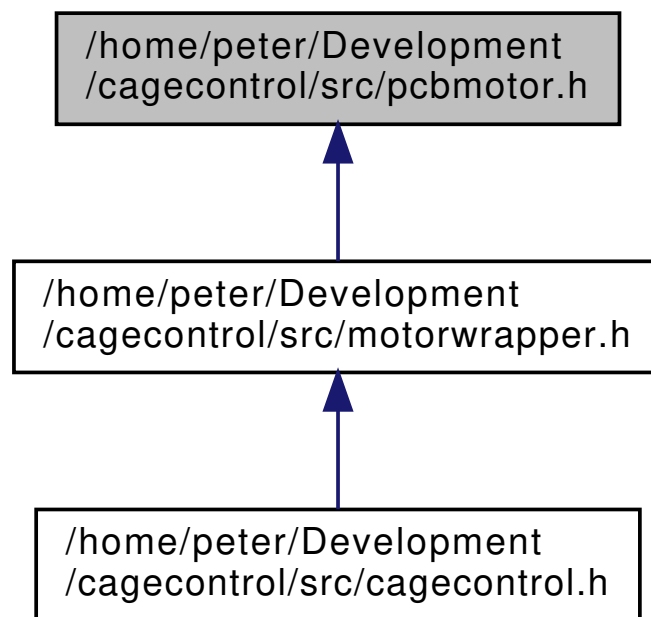 /home/peter/Development
/cagecontrol/src/pcbmotor.h
/home/peter/Development
/cagecontrol/src/motorwrapper.h
/home/peter/Development
/cagecontrol/src/cagecontrol.h